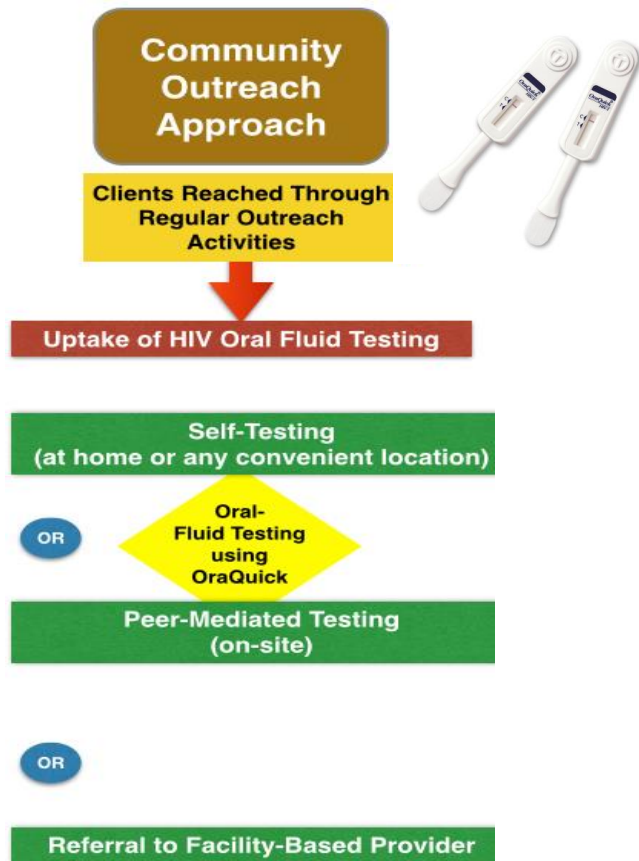 Community
Outreach
Approach
Clients Reached Through
Regular Outreach
Activities
OraQuick
OraQuick
Uptake of HIV Oral Fluid Testing
Self-Testing
(at home or any convenient location)
OR
Oral-
Fluid Testing
using
OraQuick
Peer-Mediated Testing
(on-site)
OR
Referral to Facility-Based Provider